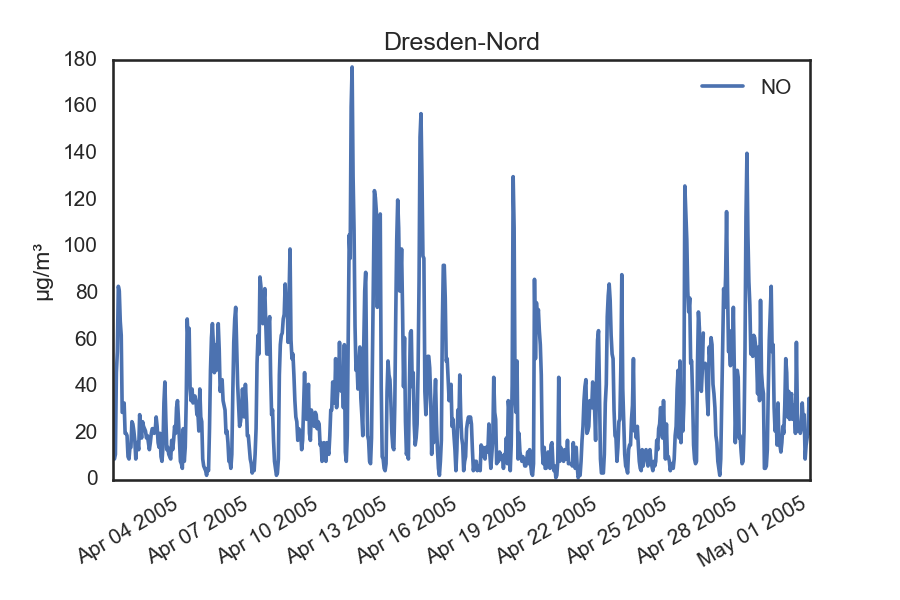 Dresden-Nord
180
160
140
120
100
80
60
40
20
0
µg/m³
NO
Apr 04 2005
Apr 07 2005
Apr 10 2005
Apr 13 2005
Apr 16 2005
Apr 19 2005
Apr 22 2005
Apr 25 2005
Apr 28 2005
May 01 2005